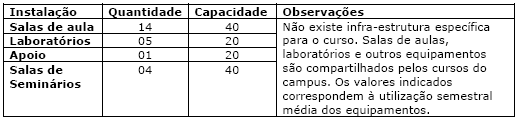 Instalação Quantidade Capacidade Observações
Salas de aula 14 40 Não existe infra-estrutura específica
Laboratórios 05 20 para o curso. Salas de aulas,
Apoio 01 20 laboratórios e outros equipamentos
Salas de 04 40 são compartilhados pelos cursos do
Seminários campus. Os valores indicados
correspondem à utilização semestral
média dos equipamentos.